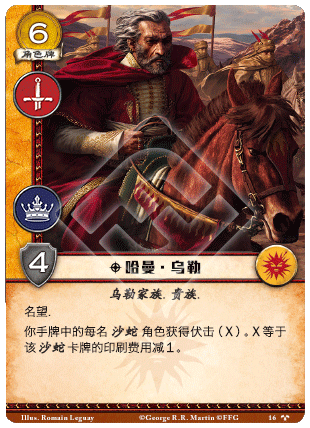 6
角色牌
4
哈曼·乌勒
乌勒家族. 贵族.
名望.
你手牌中的每名 沙蛇 角色获得伏击（X）。X 等于
该 沙蛇 卡牌的印刷费用减 1。
Illus. Romain Leguay ©George R.R. Martin ©FFG 16